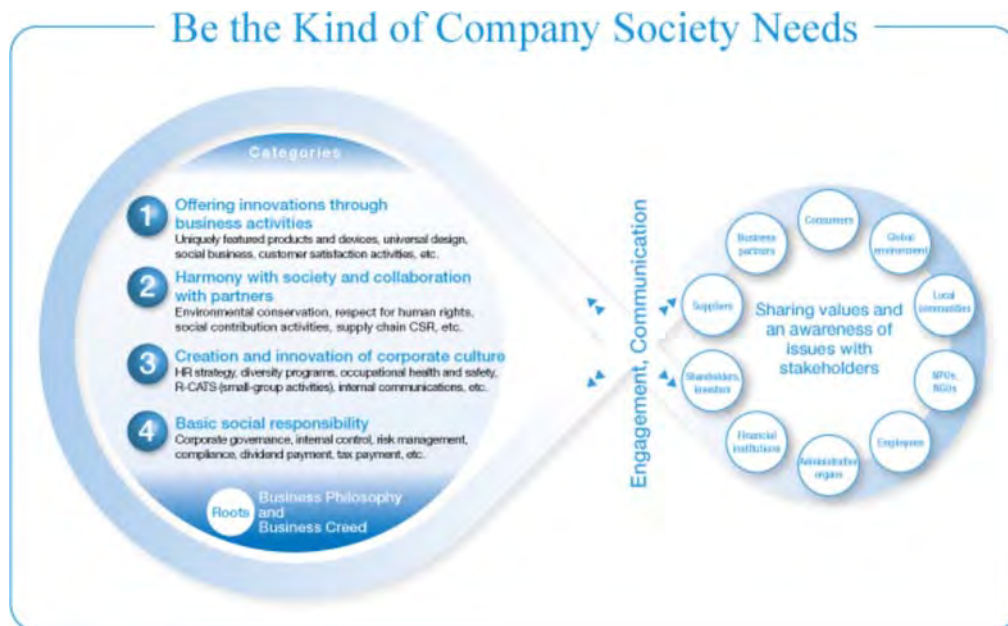 Be the Kind of Company Society Needs
Categories
1
Offering innovations through
business activities
Uniquely featured products and devices, universal design,
social business, customer satisfaction activities, etc.
2
Harmony with society and collaboration
with partners
Environmental conservation, respect for human rights,
social contribution activities, supply chain CSR, etc.
3
Creation and innovation of corporate culture
HR strategy, diversity programs, occupational health and safety,
R-CATS (small-group activities), internal communications, etc.
4
Basic social responsibility
Corporate governance, internal control, risk management,
compliance, dividend payment, tax payment, etc.
Roots
Business Philosophy
and
Business Creed
Engagement, Communication
Consumers
Global
environment
Local
communities
NPOs,
NGOs
Employees
Administrative
organs
Financial
institutions
Shareholders,
investors
Suppliers
Business
partners
Sharing values and
an awareness of
issues with
stakeholders